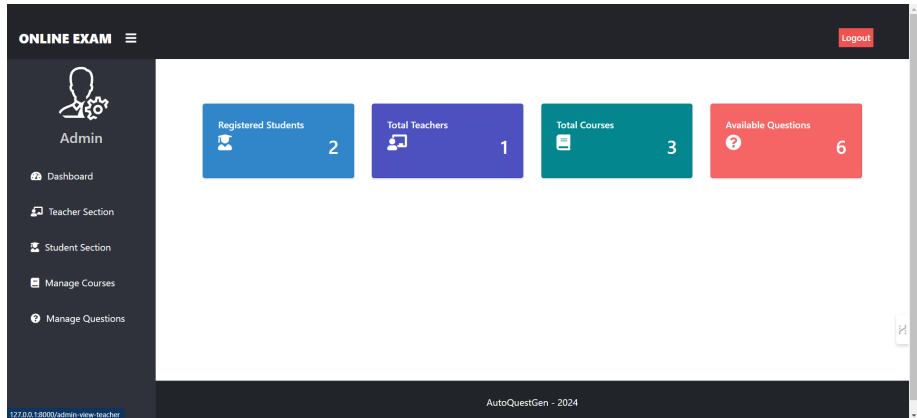 ONLINE EXAM
Logout
Admin
Dashboard
Teacher Section
Student Section
Manage Courses
Manage Questions
Registered Students
2
Total Teachers
1
Total Courses
3
Available Questions
6
AutoQuestGen - 2024
127.0.0.1:8000/admin-view-teacher